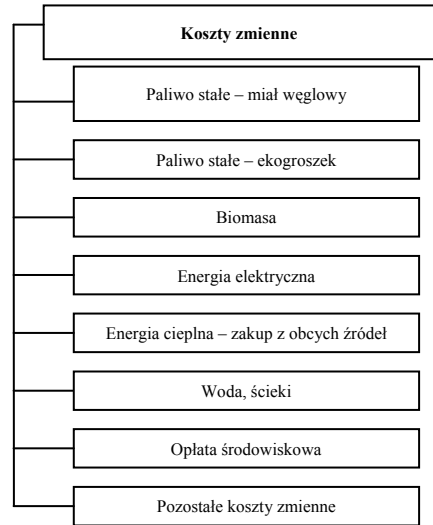 Koszty zmienne
Paliwo stałe – miał węglowy
Paliwo stałe – ekogroszek
Biomasa
Energia elektryczna
Energia cieplna – zakup z obcych źródeł
Woda, ścieki
Opłata środowiskowa
Pozostałe koszty zmienne